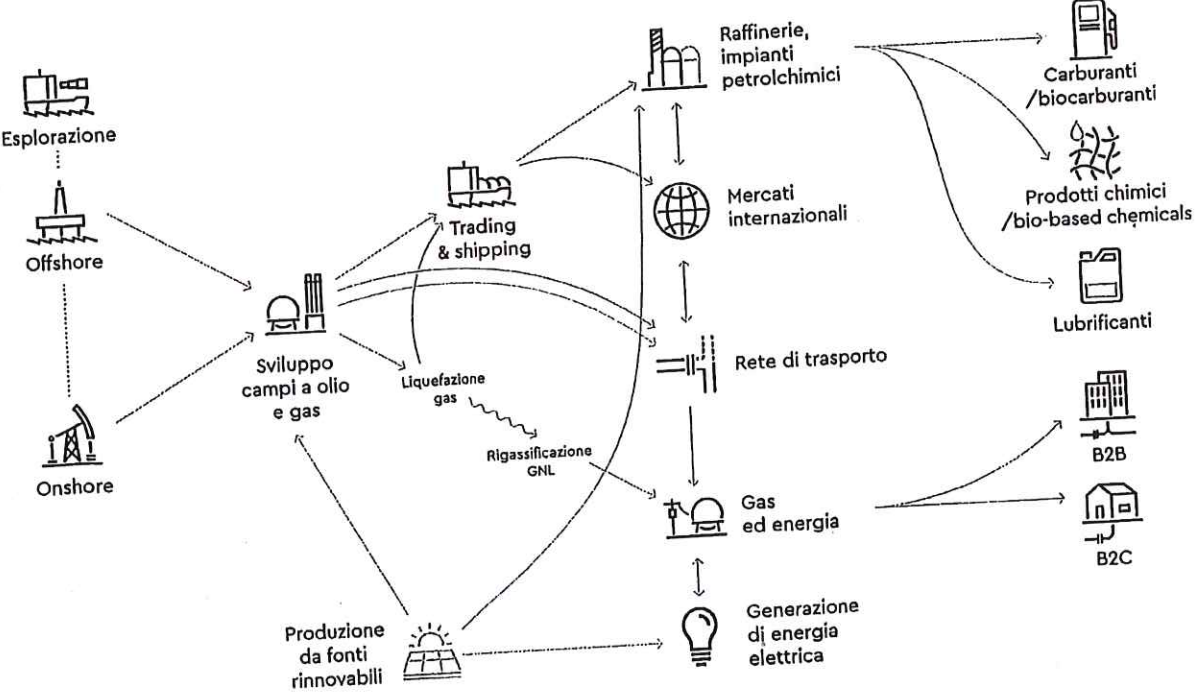 Esplorazione
Offshore
Onshore
Sviluppo
campi a olio
e gas
Trading
& shipping
Liquefazione
gas
Rigassificazione
GNL
Produzione
da fonti
rinnovabili
Raffinerie,
impianti
petrolchimici
Mercati
internazionali
Rete di trasporto
Gas
ed energia
Generazione
di energia
elettrica
Carburanti
/biocarburanti
Prodotti chimici
/bio-based chemicals
Lubrificanti
B2B
B2C